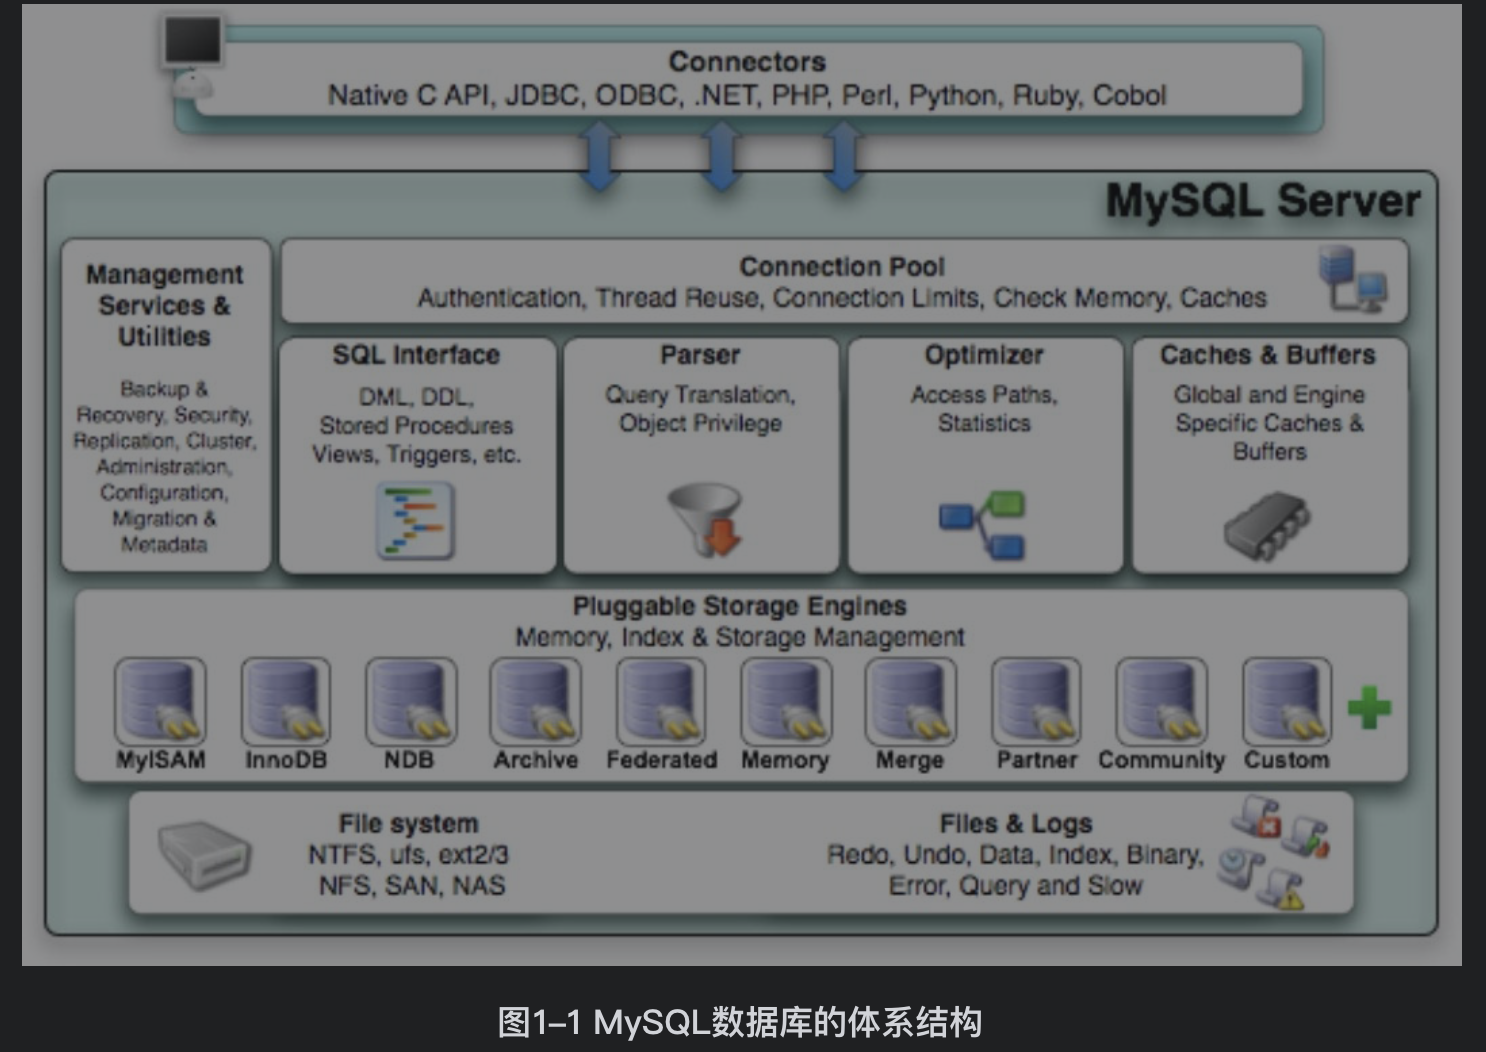 Connectors
Native C API, JDBC, ODBC, .NET, PHP, Perl, Python, Ruby, Cobol
MySQL Server
Management
Services &
Utilities
Backup &
Recovery, Security,
Replication, Cluster,
Administration,
Configuration,
Migration &
Metadata
Connection Pool
Authentication, Thread Reuse, Connection Limits, Check Memory, Caches
SQL Interface
DML, DDL,
Stored Procedures
Views, Triggers, etc.
Parser
Query Translation,
Object Privilege
Optimizer
Access Paths,
Statistics
Caches & Buffers
Global and Engine
Specific Caches &
Buffers
Pluggable Storage Engines
Memory, Index & Storage Management
MyISAM
InnoDB
NDB
Archive
Federated
Memory
Merge
Partner
Community
Custom
File system
NTFS, ufs, ext2/3
NFS, SAN, NAS
Files & Logs
Redo, Undo, Data, Index, Binary,
Error, Query and Slow
图1–1 MySQL数据库的体系结构